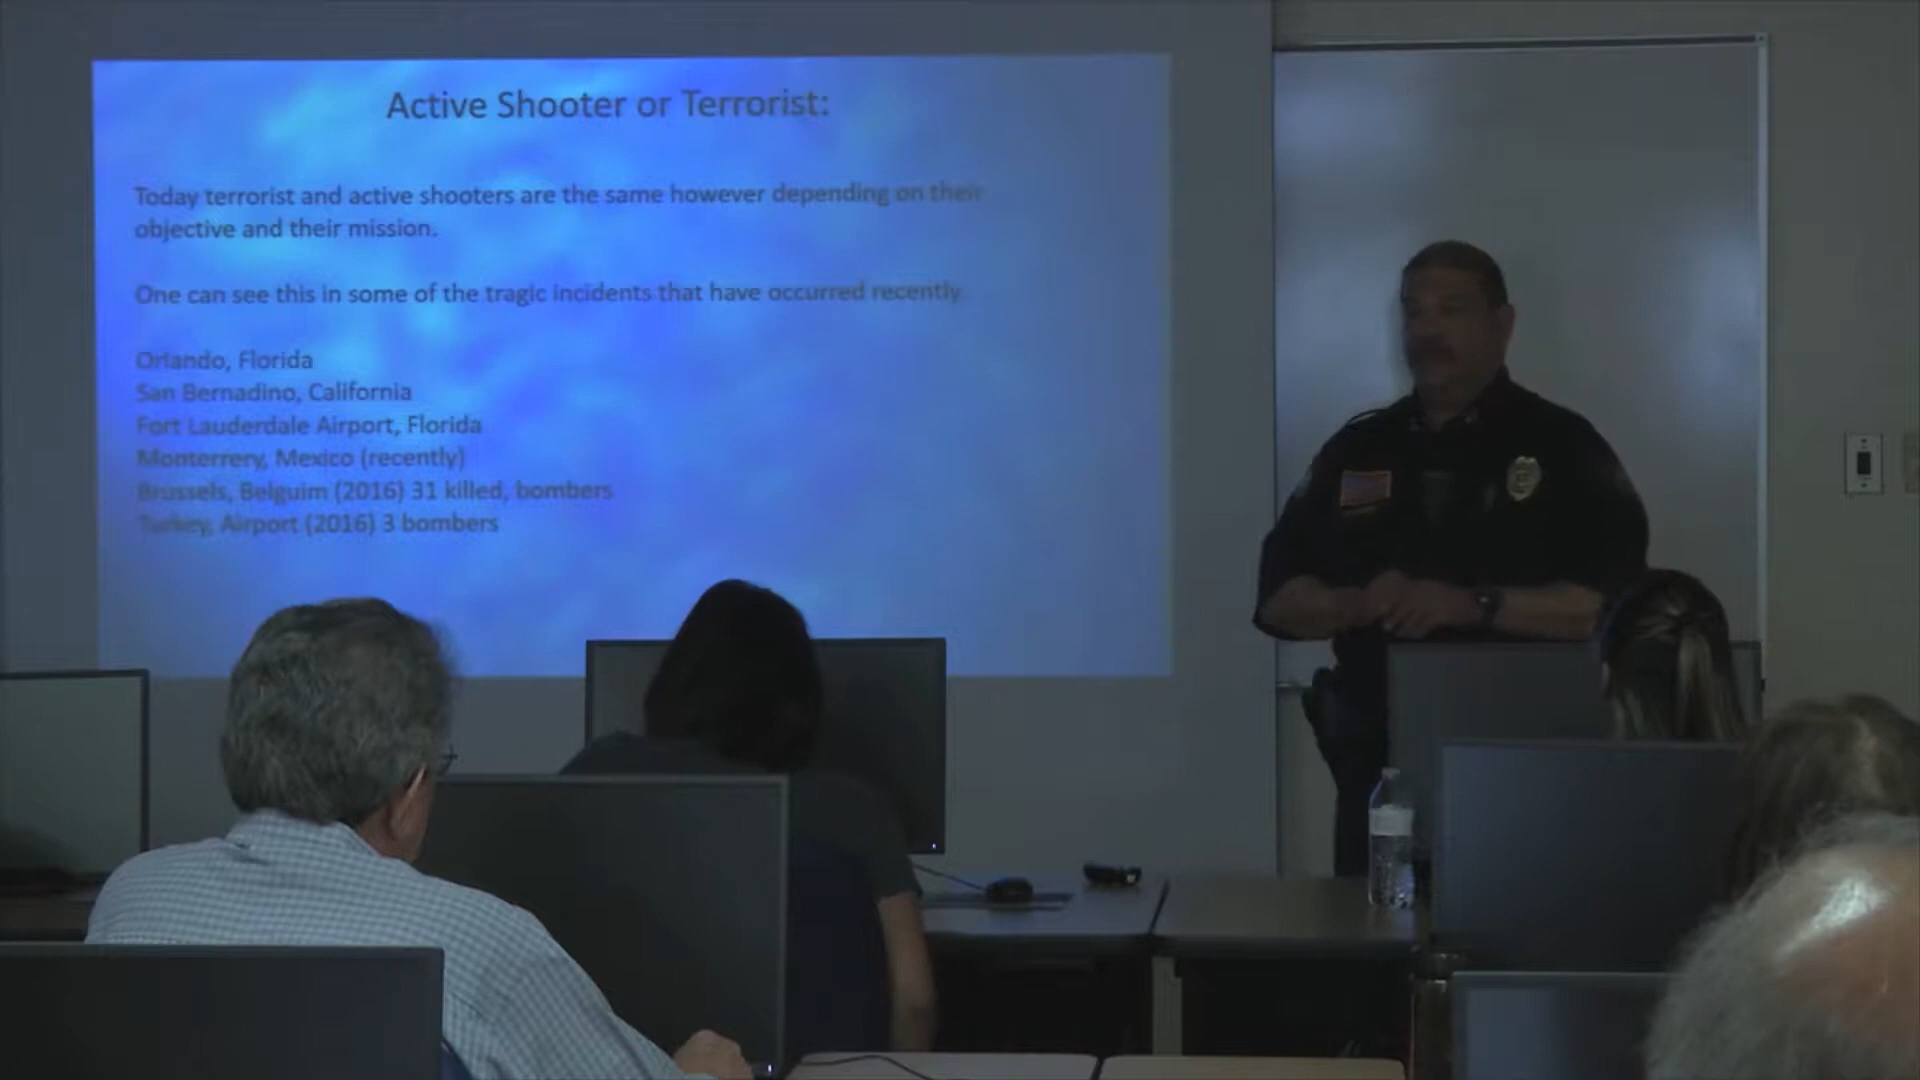 Active Shooter or Terrorist:
Today terrorist and active shooters are the same however depending on their
objective and their mission.
One can see this in some of the tragic incidents that have occurred recently
Orlando, Florida
San Bernadino, California
Fort Lauderdale Airport, Florida
Monterrery, Mexico (recently)
Brussels, Belguim (2016) 31 killed, bombers
Turkey, Airport (2016) 3 bombers